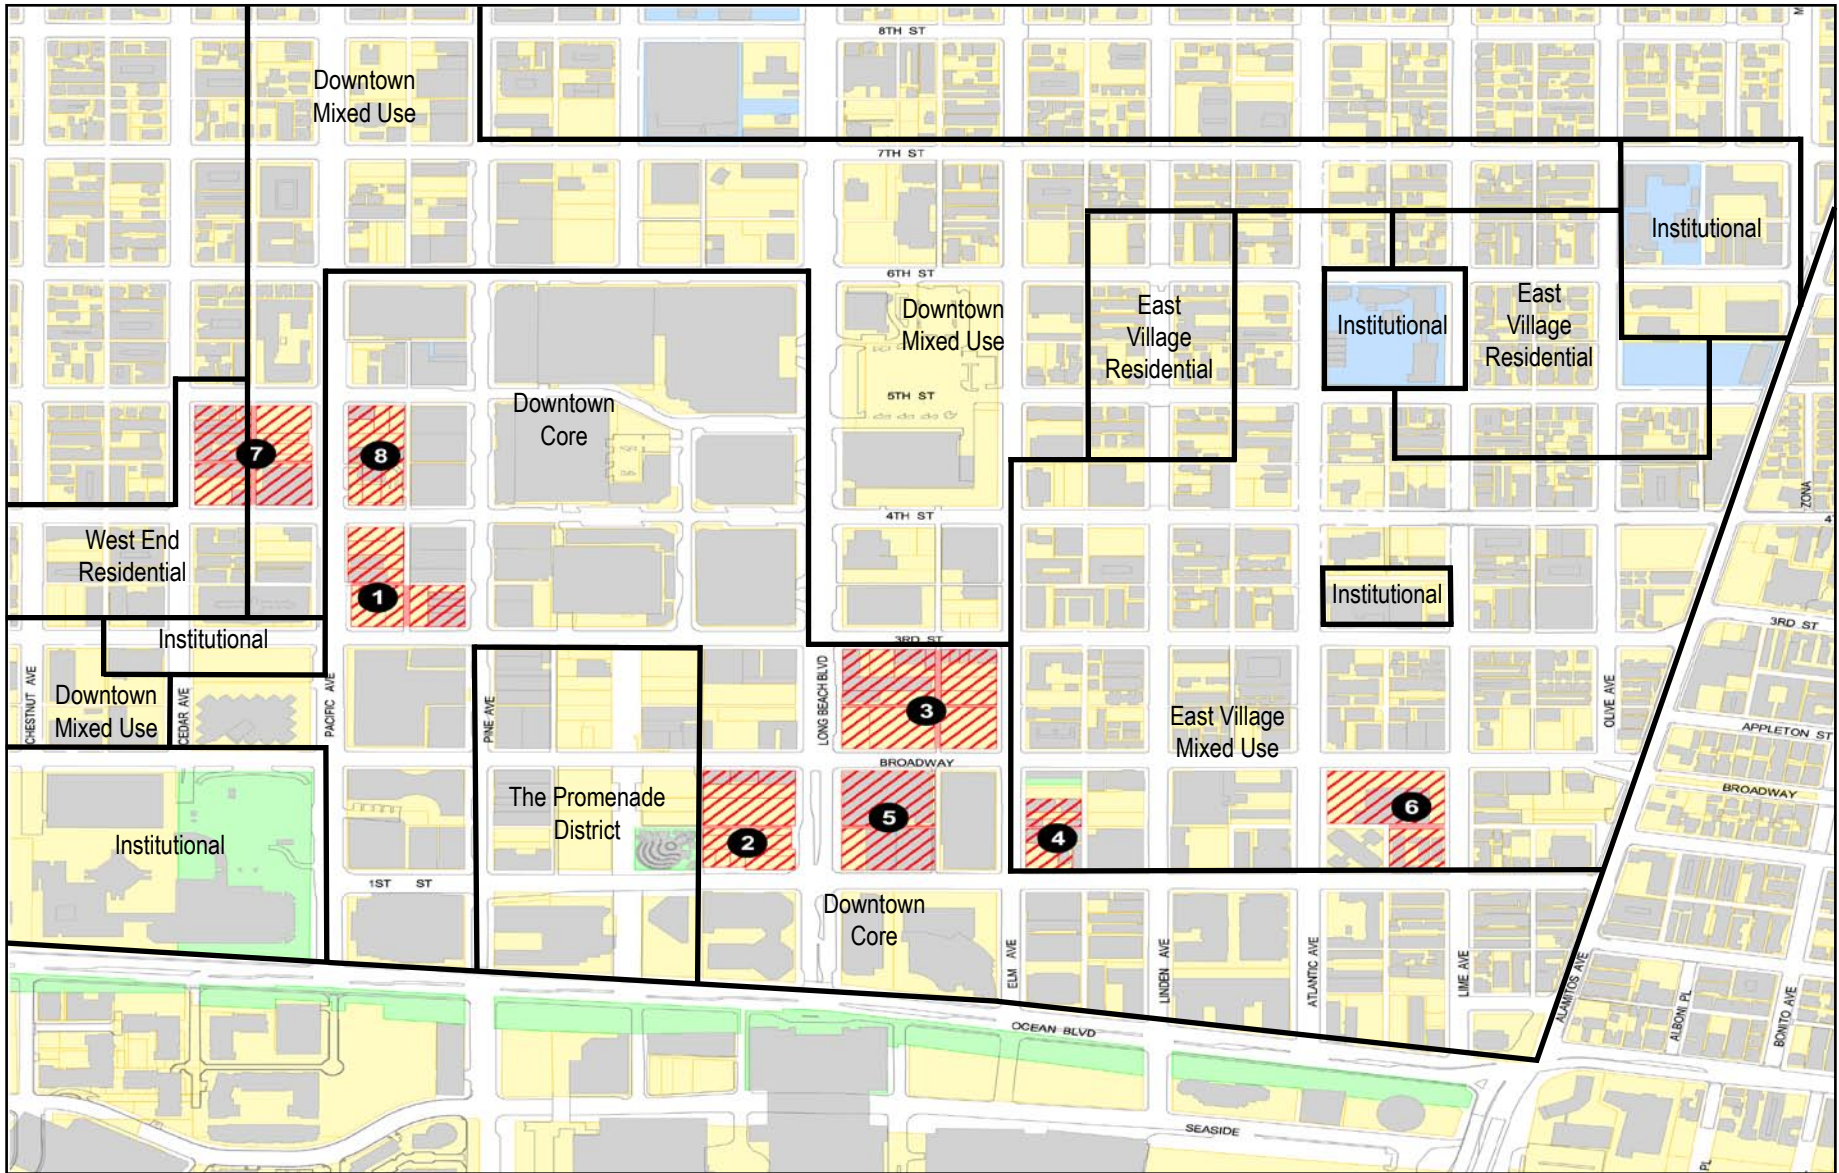 M
8TH ST
Downtown
Mixed Use
7TH ST
Institutional
6TH ST
Downtown
Mixed Use
East
Village
Residential
Institutional
East
Village
Residential
5TH ST
Downtown
Core
7
8
ZONA
4TH ST
4T
West End
Residential
1
Institutional
3RD ST
3RD ST
Institutional
CHESTNUT AVE
Downtown
Mixed Use
CEDAR AVE
PACIFIC AVE
PINE AVE
LONG BEACH BLVD
3
East Village
Mixed Use
OLIVE AVE
APPLETON ST
BROADWAY
BROADWAY
The Promenade
District
2
5
4
6
Institutional
1ST ST
Downtown
Core
ELM AVE
LINDEN AVE
ATLANTIC AVE
LIME AVE
ALAMITOS AVE
ALBONI PL
BONITO AVE
OCEAN BLVD
SEASIDE
PL